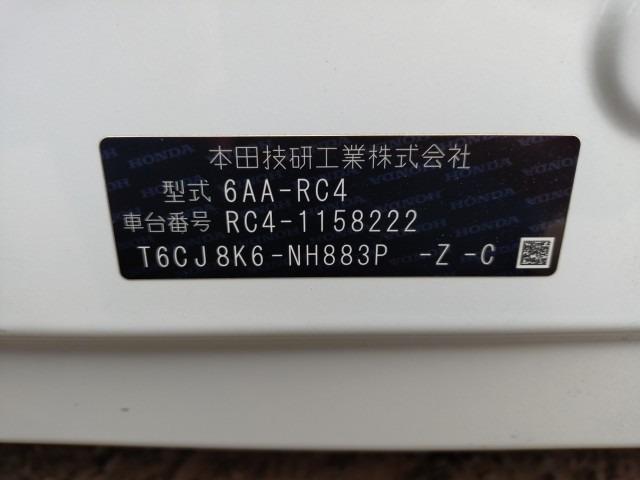 本田技研工業株式会社
型式 6AA-RC4
車台番号 RC4-1158222
T6CJ8K6-NH883P -Z -C